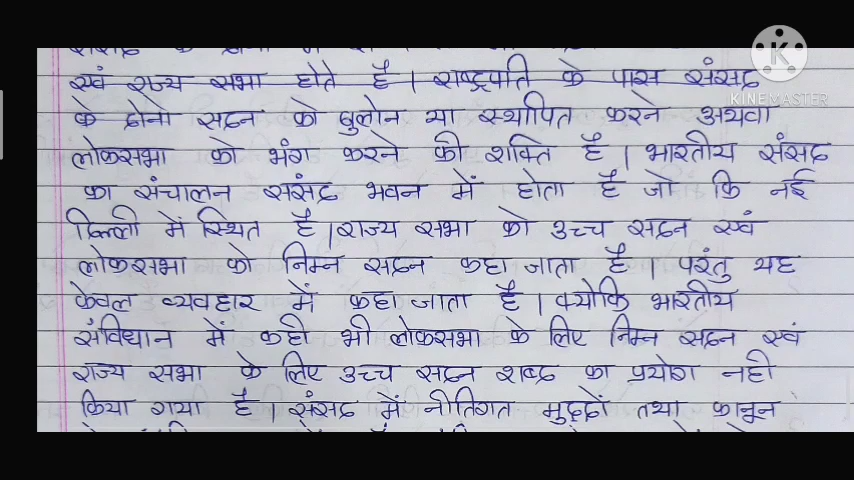 एवं राज्य सभा होते है। राष्ट्रपति के पास संसद
के दोनो सदन को बुलोन या स्थापित करने अथवा
लोकसभा को भंग करने की शक्ति है। भारतीय संसद
का संचालन ससंद भवन में होता है जो कि नई
दिल्ली में स्थित है। राज्य सभा को उच्च सदन एवं
लोकसभा को निम्न सदन कहा जाता है। परंतु यह
केवल व्यवहार में कहा जाता है। क्योकि भारतीय
संविधान में कही भी लोकसभा के लिए निम्न सदन एवं
राज्य सभा के लिए उच्च सदन शब्द का प्रयोग नही
किया गया है। संसद में नीतिगत मुद्दों तथा कानून
KINEMASTER